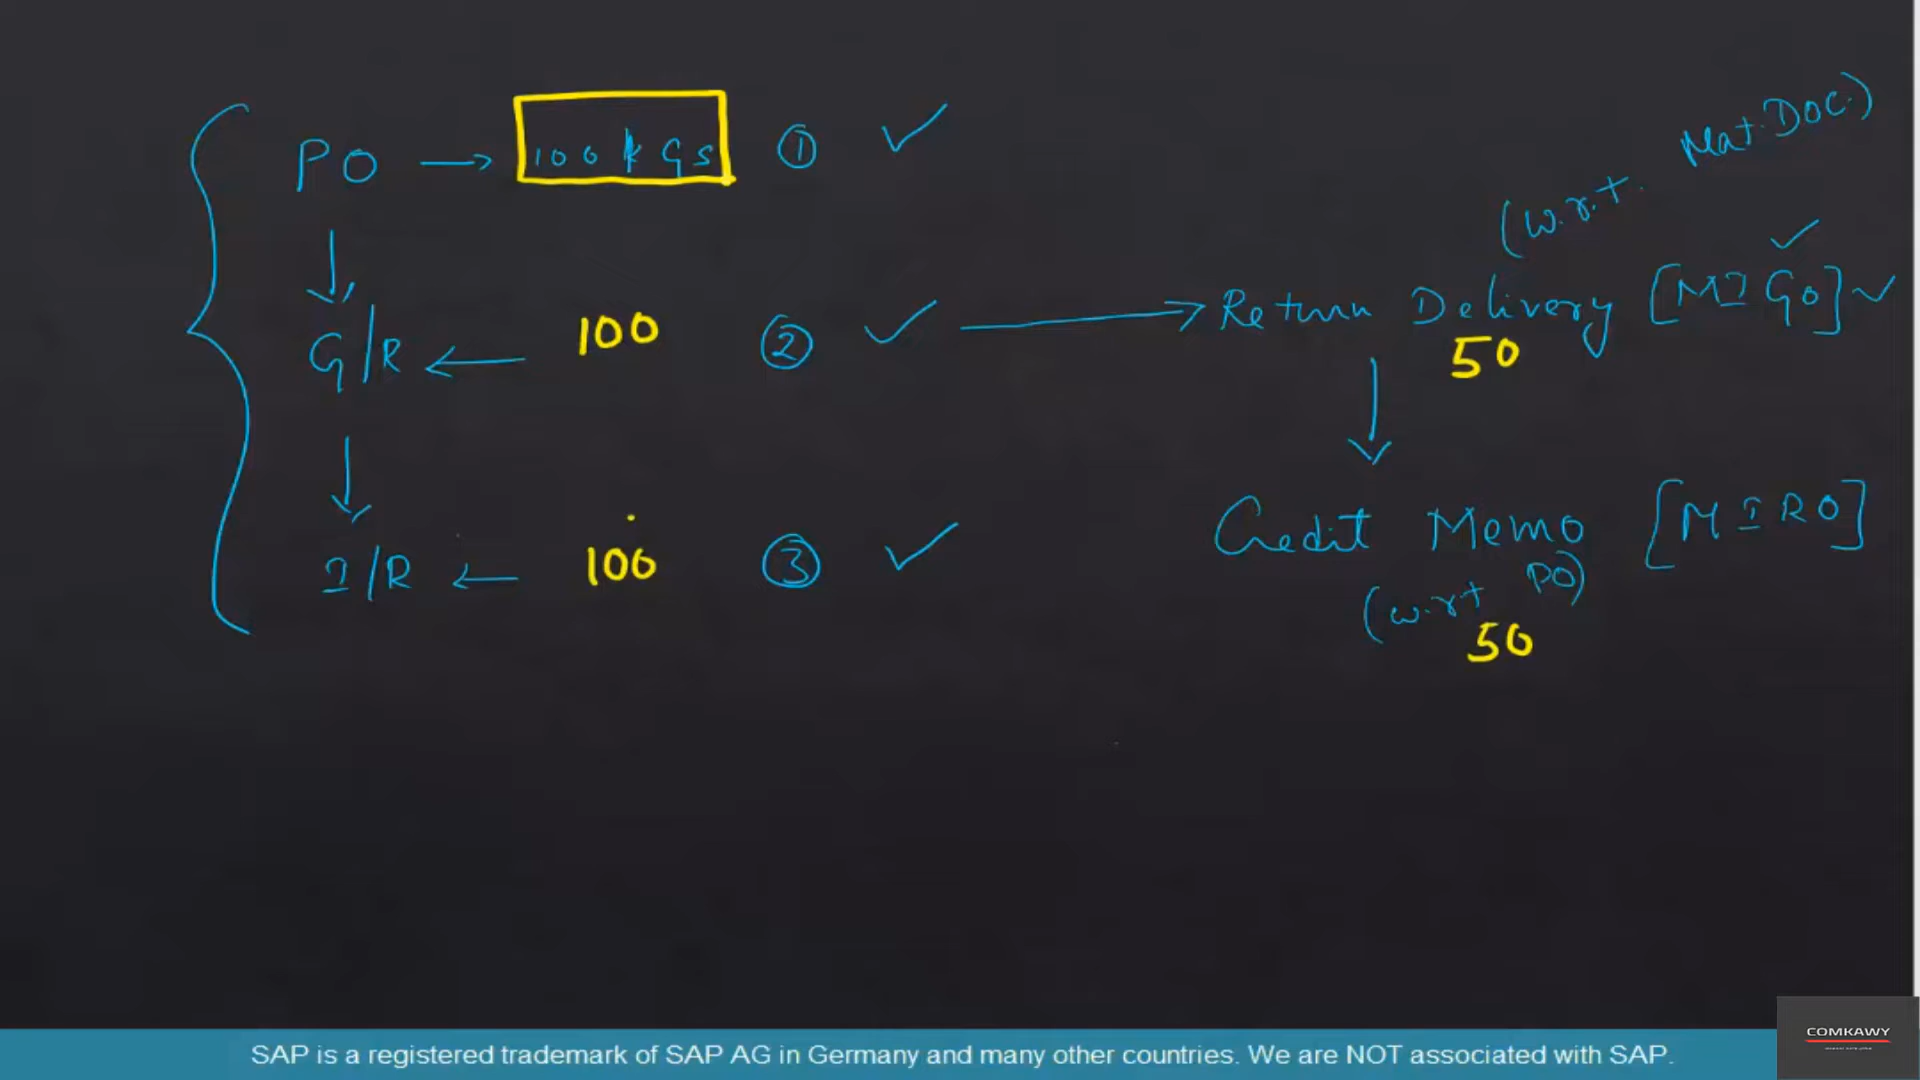 PO → 100 KGS ① ✓
(w.r.t. Mat. Doc.)
G/R ← 100 ② ✓ → Return Delivery [MIGO] ✓
50
I/R ← 100 ③ ✓
Credit Memo [MIRO]
(w.r.t PO)
50
SAP is a registered trademark of SAP AG in Germany and many other countries. We are NOT associated with SAP.
COMKAWY